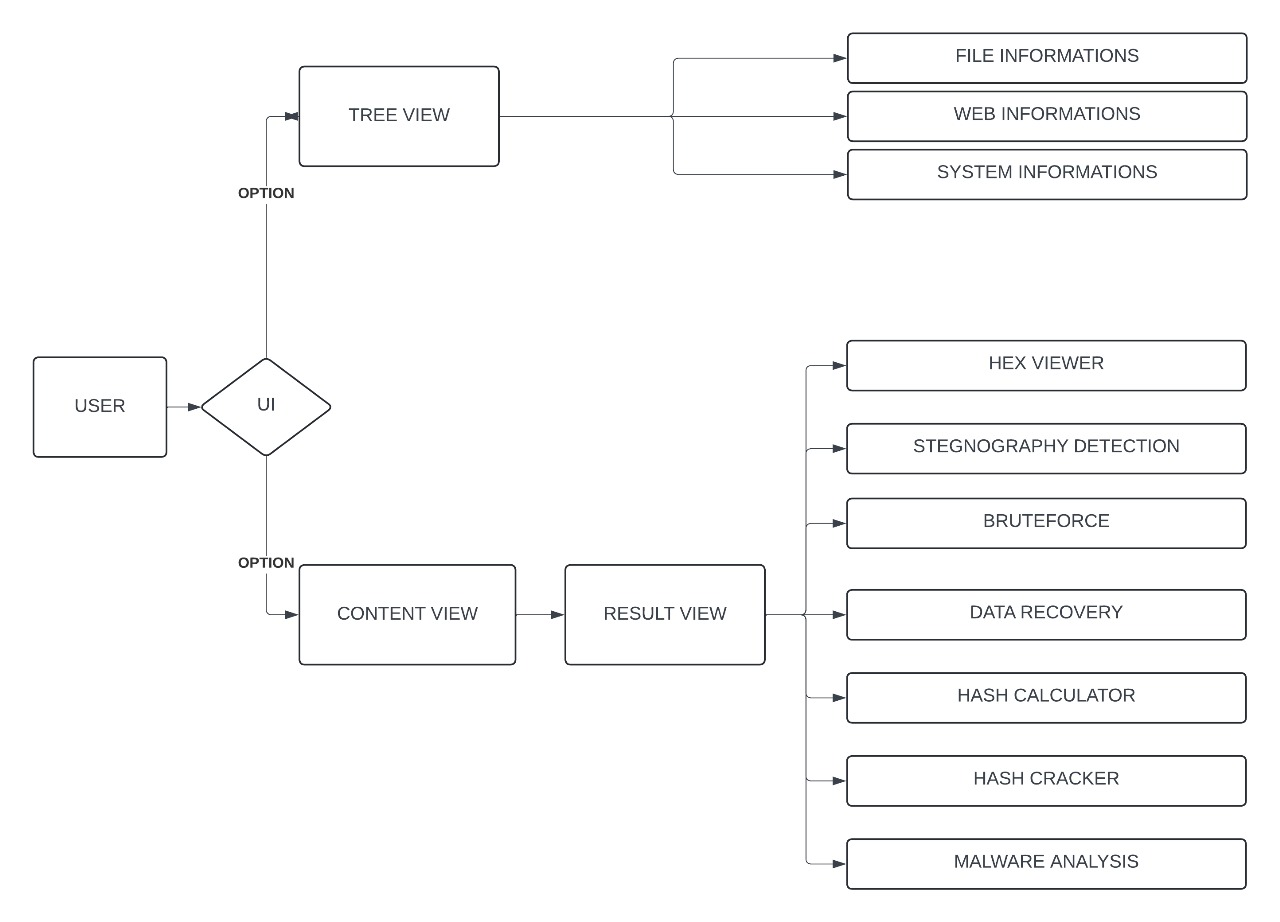 FILE INFORMATIONS
TREE VIEW
WEB INFORMATIONS
SYSTEM INFORMATIONS
OPTION
USER
UI
HEX VIEWER
STEGNOGRAPHY DETECTION
BRUTEFORCE
OPTION
CONTENT VIEW
RESULT VIEW
DATA RECOVERY
HASH CALCULATOR
HASH CRACKER
MALWARE ANALYSIS